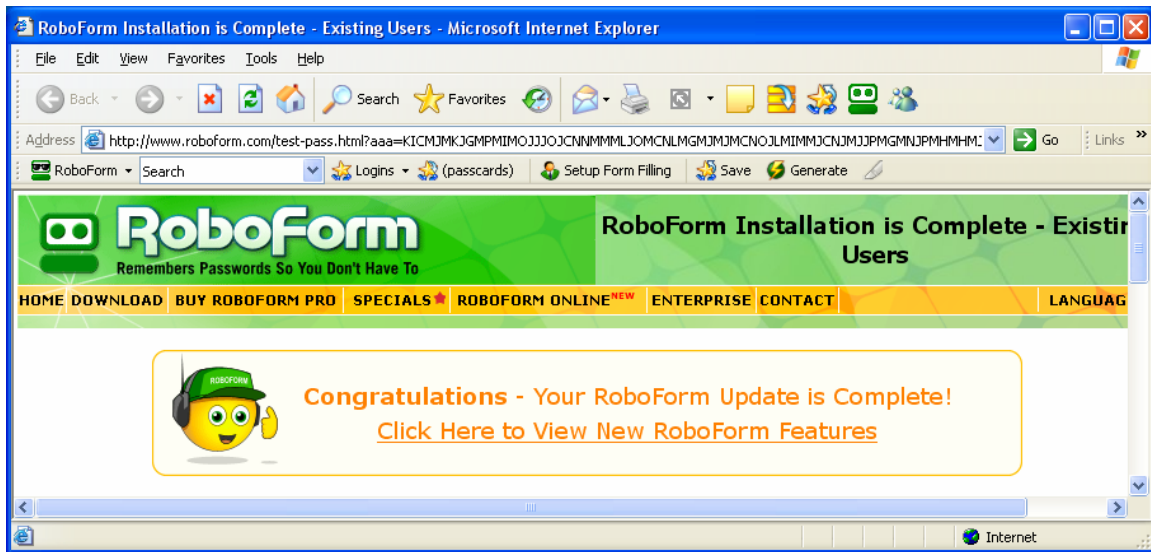 RoboForm Installation is Complete - Existing Users - Microsoft Internet Explorer
File Edit View Favorites Tools Help
Back Search Favorites
Address http://www.roboform.com/test-pass.html?aaa=KICMJMKJGMPMIMOJJJOJCNNMMMLJOMCNLMGMJMJMCNOJLMIMMJCNJMJJPMGMNJPMHMHMJ Go Links »
RoboForm Search Logins (passcards) Setup Form Filling Save Generate
RoboForm
Remembers Passwords So You Don't Have To
RoboForm Installation is Complete - Existin
Users
HOME DOWNLOAD BUY ROBOFORM PRO SPECIALS ROBOFORM ONLINE NEW ENTERPRISE CONTACT LANGUAG
ROBOFORM
Congratulations - Your RoboForm Update is Complete!
Click Here to View New RoboForm Features
Internet